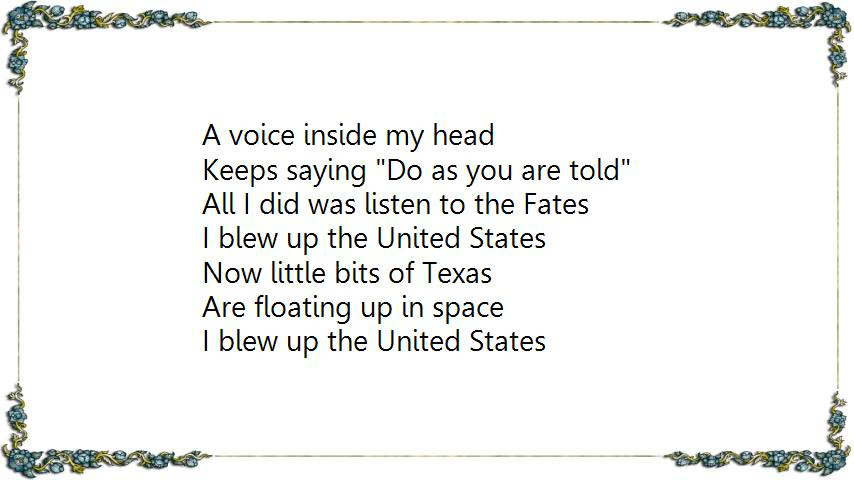 A voice inside my head
Keeps saying "Do as you are told"
All I did was listen to the Fates
I blew up the United States
Now little bits of Texas
Are floating up in space
I blew up the United States